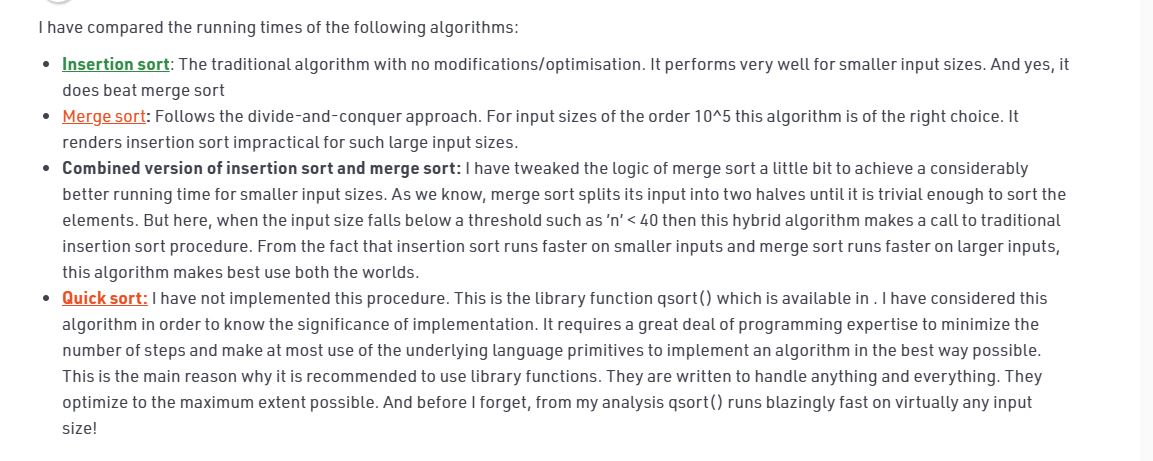 I have compared the running times of the following algorithms:
• Insertion sort: The traditional algorithm with no modifications/optimisation. It performs very well for smaller input sizes. And yes, it
does beat merge sort
• Merge sort: Follows the divide-and-conquer approach. For input sizes of the order 10^5 this algorithm is of the right choice. It
renders insertion sort impractical for such large input sizes.
• Combined version of insertion sort and merge sort: I have tweaked the logic of merge sort a little bit to achieve a considerably
better running time for smaller input sizes. As we know, merge sort splits its input into two halves until it is trivial enough to sort the
elements. But here, when the input size falls below a threshold such as ’n’ < 40 then this hybrid algorithm makes a call to traditional
insertion sort procedure. From the fact that insertion sort runs faster on smaller inputs and merge sort runs faster on larger inputs,
this algorithm makes best use both the worlds.
• Quick sort: I have not implemented this procedure. This is the library function qsort() which is available in . I have considered this
algorithm in order to know the significance of implementation. It requires a great deal of programming expertise to minimize the
number of steps and make at most use of the underlying language primitives to implement an algorithm in the best way possible.
This is the main reason why it is recommended to use library functions. They are written to handle anything and everything. They
optimize to the maximum extent possible. And before I forget, from my analysis qsort() runs blazingly fast on virtually any input
size!